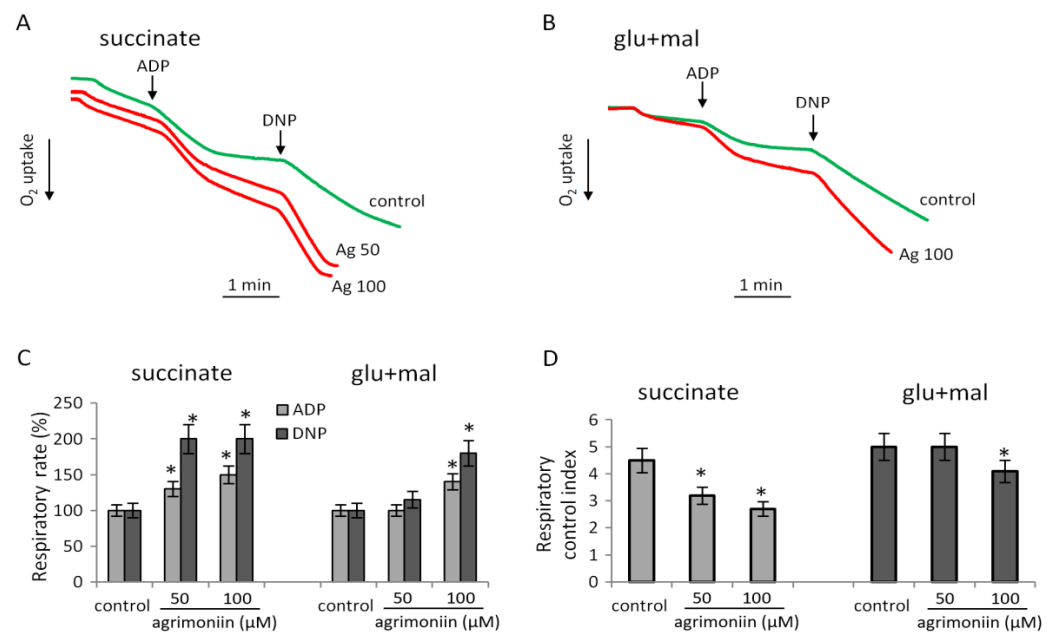 A
succinate
ADP
DNP
O2 uptake
control
Ag 50
Ag 100
1 min
B
glu+mal
ADP
DNP
O2 uptake
control
Ag 100
1 min
C
succinate
glu+mal
Respiratory rate (%)
250
200
150
100
50
0
ADP
DNP
*
*
*
*
*
*
control
50
100
agrimoniin (μM)
control
50
100
agrimoniin (μM)
D
succinate
glu+mal
Respiratory
control index
6
5
4
3
2
1
0
*
*
*
control
50
100
agrimoniin (μM)
control
50
100
agrimoniin (μM)